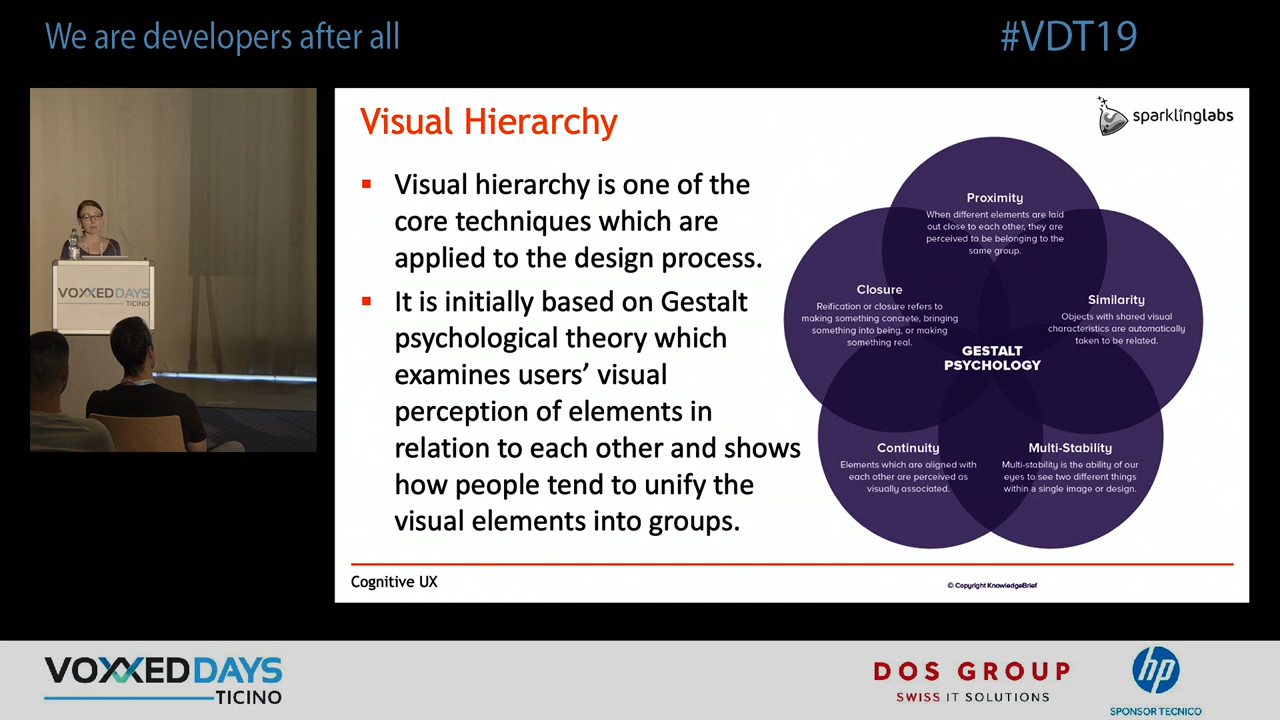 We are developers after all
#VDT19
VOXXEDDAYS
TICINO
Visual Hierarchy
sparklinglabs
Visual hierarchy is one of the
core techniques which are
applied to the design process.
It is initially based on Gestalt
psychological theory which
examines users' visual
perception of elements in
relation to each other and shows
how people tend to unify the
visual elements into groups.
Proximity
When different elements are laid
out close to each other, they are
perceived to be belonging to the
same group.
Closure
Reification or closure refers to
making something concrete, bringing
something into being, or making
something real.
Similarity
Objects with shared visual
characteristics are automatically
taken to be related.
GESTALT
PSYCHOLOGY
Continuity
Elements which are aligned with
each other are perceived as
visually associated.
Multi-Stability
Multi-stability is the ability of our
eyes to see two different things
within a single image or design.
Cognitive UX
© Copyright KnowledgeBrief
VOXXEDDAYS
TICINO
DOS GROUP
SWISS IT SOLUTIONS
hp
SPONSOR TECNICO